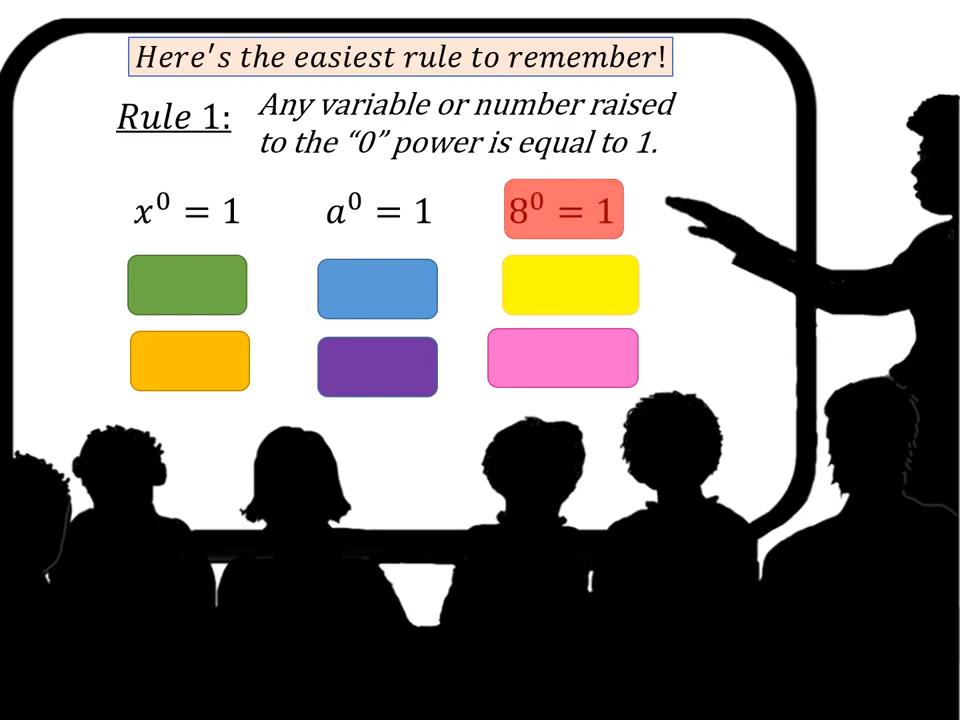 Here's the easiest rule to remember!
Rule 1:
Any variable or number raised
to the “0” power is equal to 1.
x⁰ = 1 a⁰ = 1 8⁰ = 1